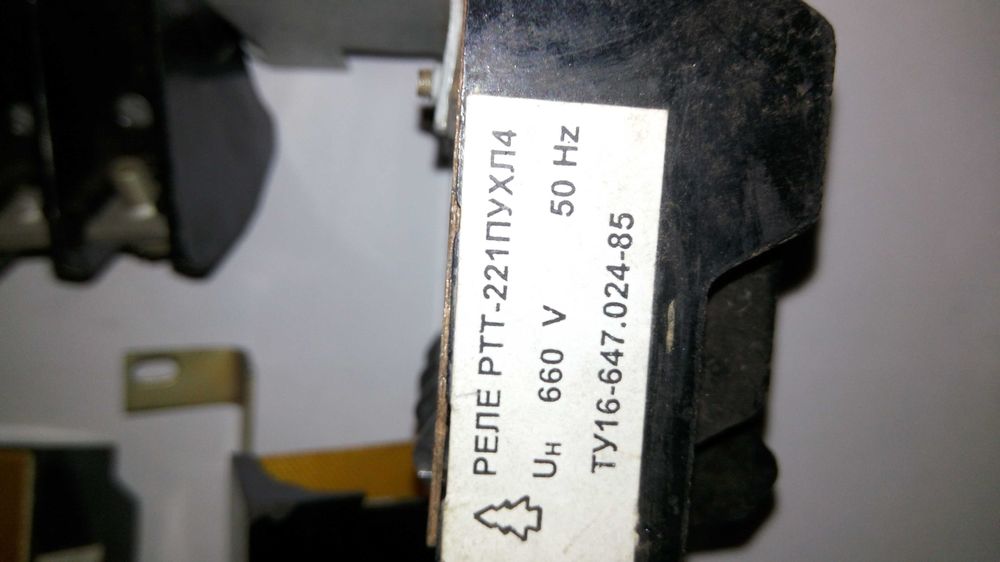 РЕЛЕ РТТ-221ПУХЛ4
Uн 660 V 50 Hz
ТУ16-647.024-85